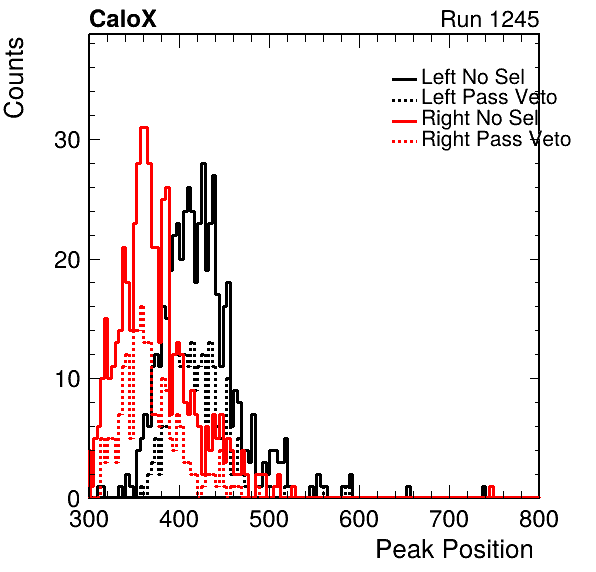 CaloX Run 1245
Counts
Left No Sel
Left Pass Veto
Right No Sel
Right Pass Veto
30
20
10
0
300 400 500 600 700 800
Peak Position